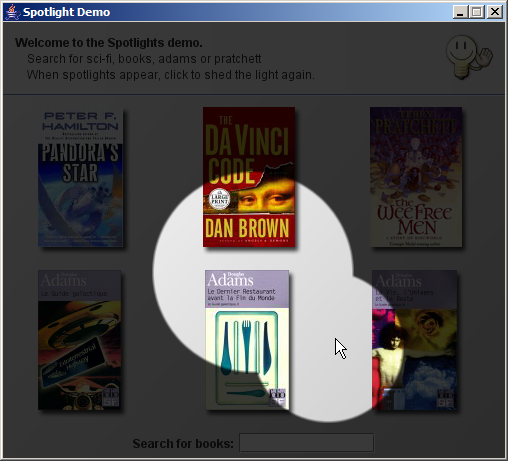 Spotlight Demo
Welcome to the Spotlights demo.
Search for sci-fi, books, adams or pratchett
When spotlights appear, click to shed the light again.
PETER F.
HAMILTON
PANDORA'S
STAR
THE
DA VINCI
CODE
LARGE
PRINT
DAN BROWN
TERRY
PRATCHETT
the
WEE FREE
MEN
Douglas
Adams
Le Guide galactique
Douglas
Adams
Le Dernier Restaurant
avant la Fin du Monde
Douglas
Adams
Search for books: